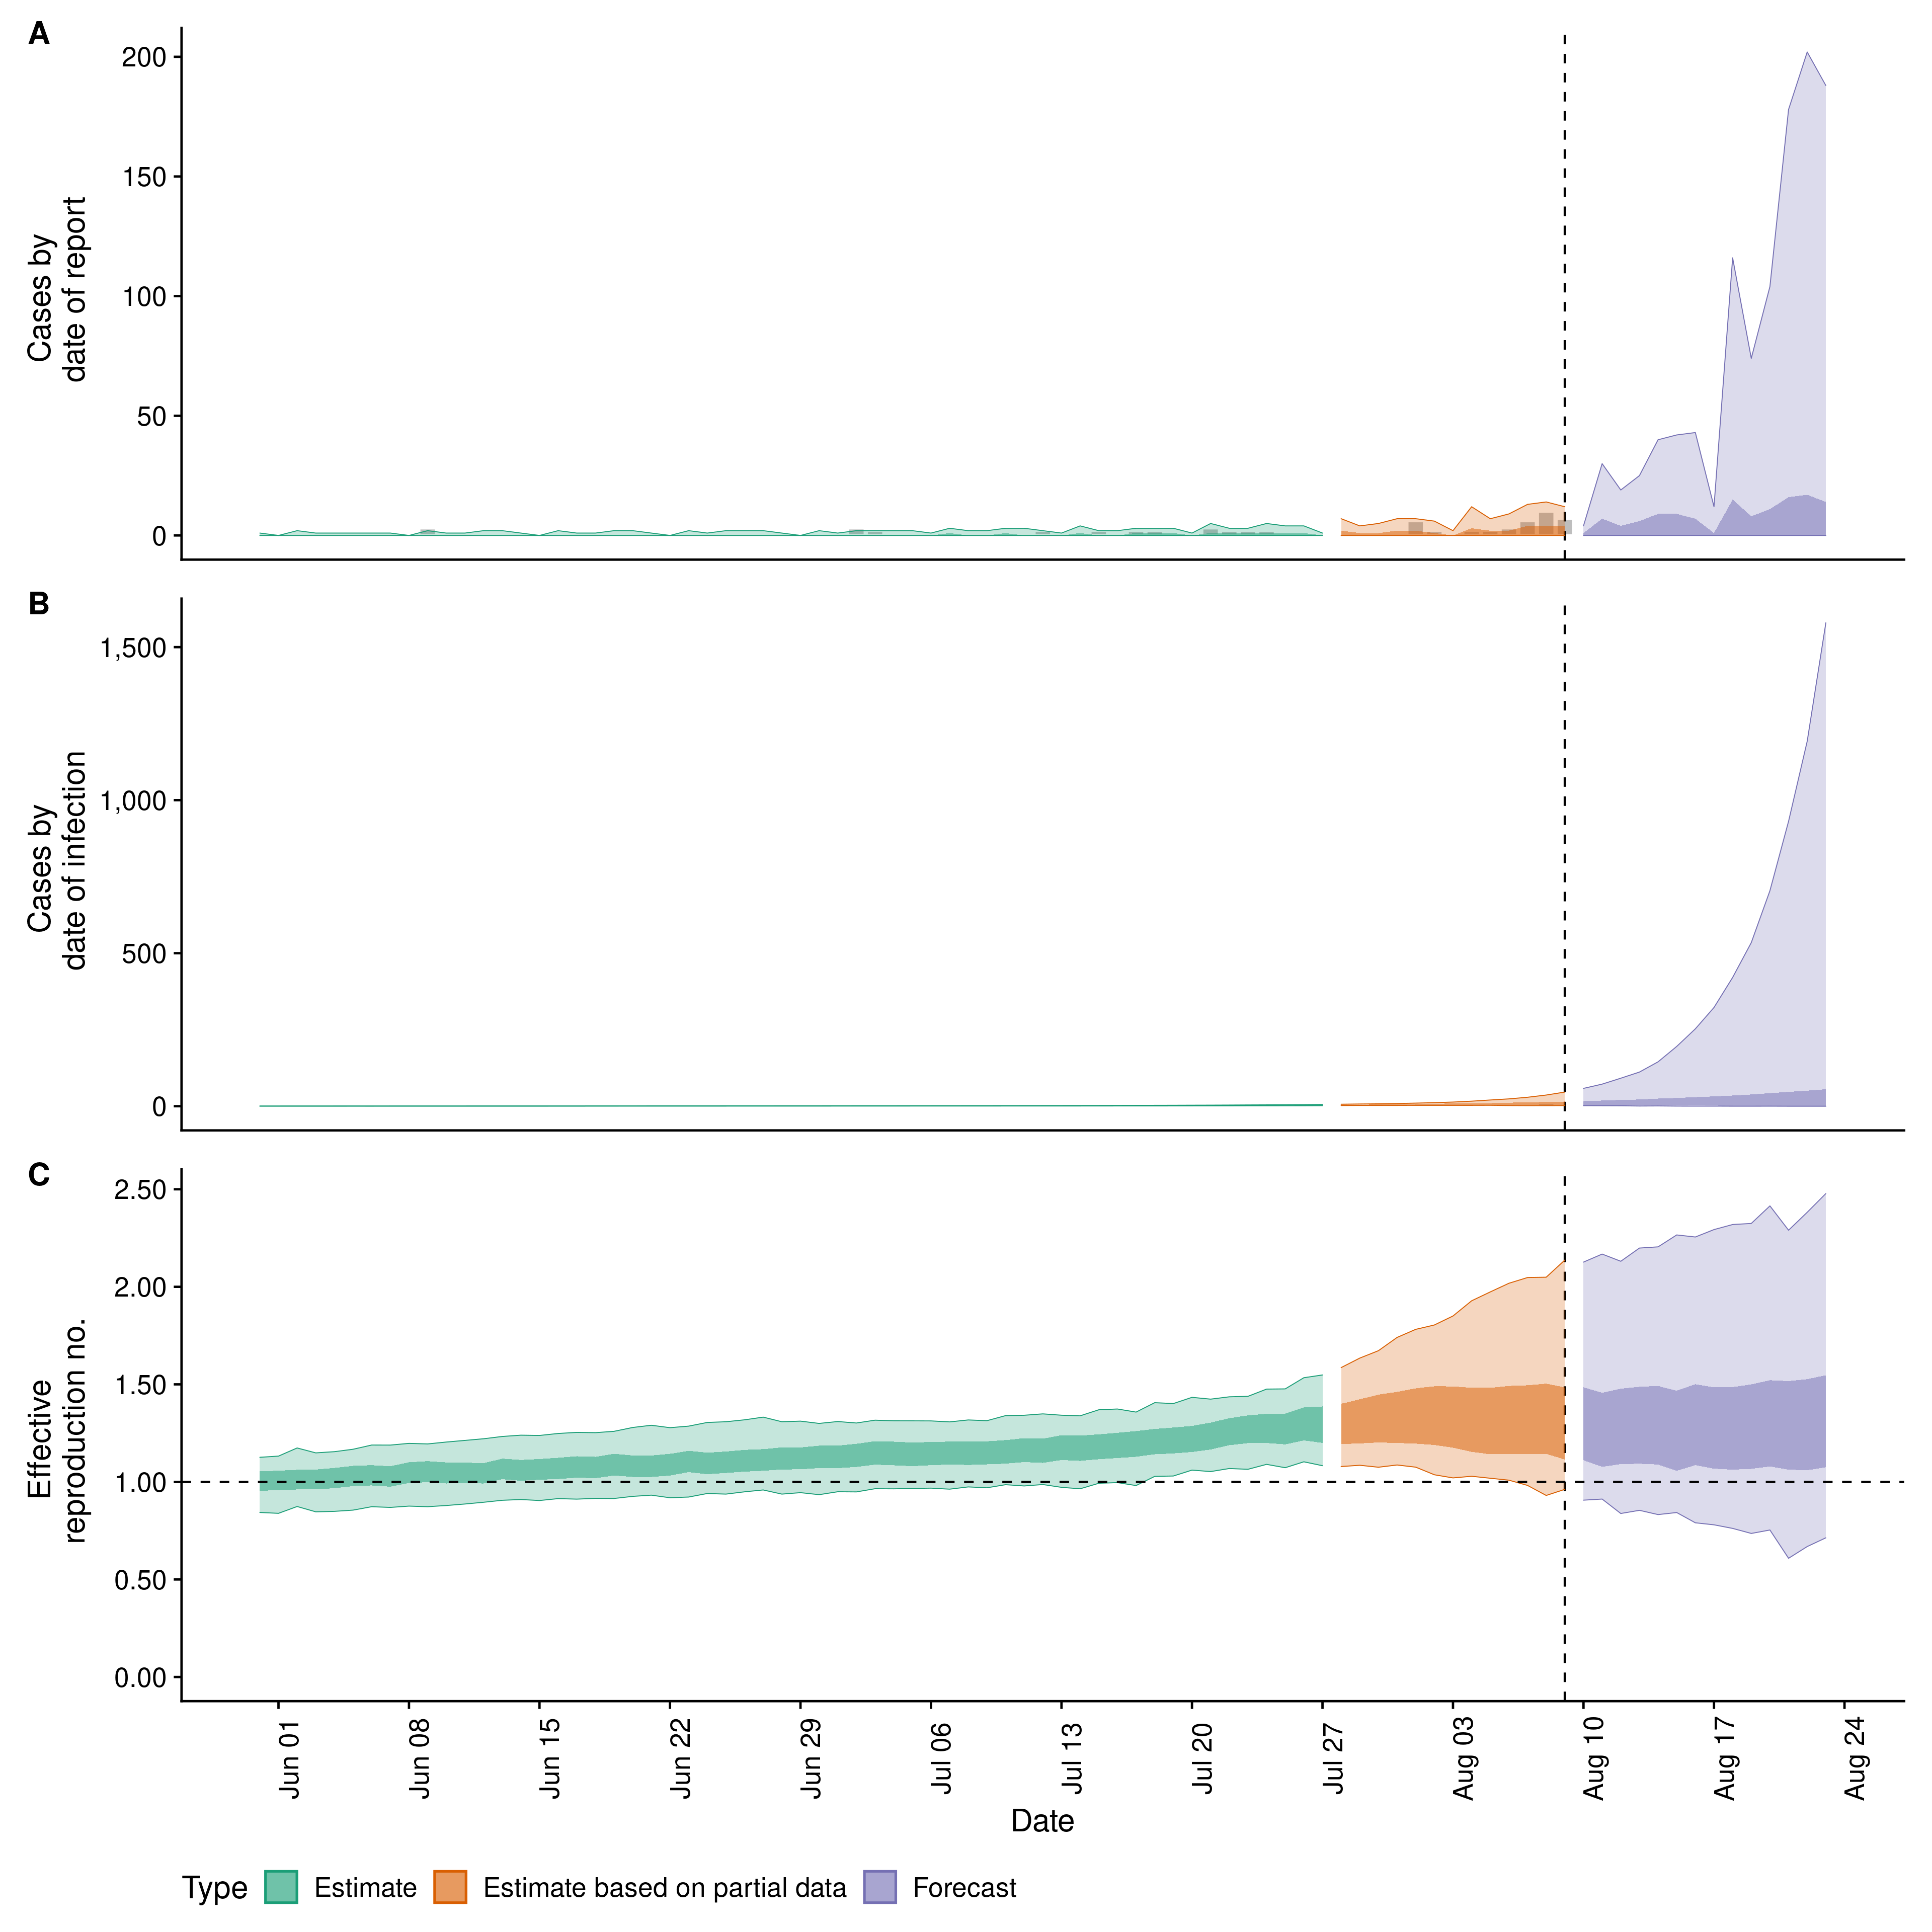 A
200
150
100
50
0
Cases by
date of report
B
1,500
1,000
500
0
Cases by
date of infection
C
2.50
2.00
1.50
1.00
0.50
0.00
Effective
reproduction no.
Jun 01
Jun 08
Jun 15
Jun 22
Jun 29
Jul 06
Jul 13
Jul 20
Jul 27
Aug 03
Aug 10
Aug 17
Aug 24
Date
Type Estimate Estimate based on partial data Forecast